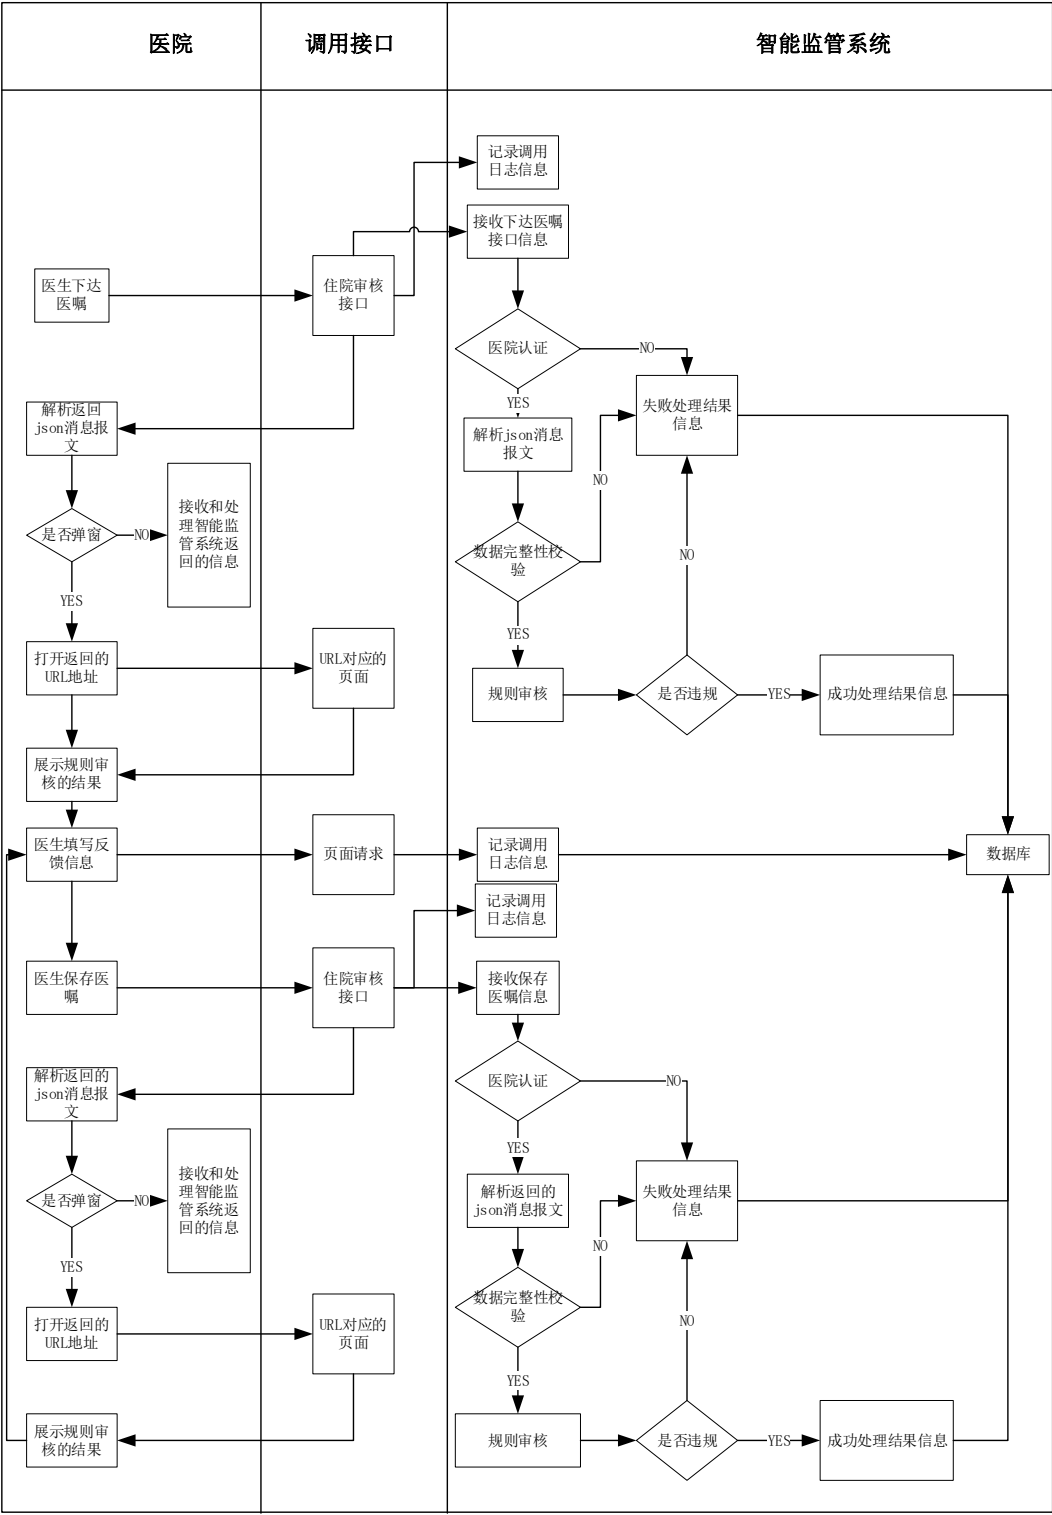 医院
调用接口
智能监管系统
记录调用
日志信息
接收下达医嘱
接口信息
医生下达
医嘱
住院审核
接口
医院认证
NO
YES
失败处理结果
信息
解析返回
json消息报
文
解析json消息
报文
NO
是否弹窗
NO
接收和处
理智能监
管系统返
回的信息
数据完整性校
验
NO
YES
YES
打开返回的
URL地址
URL对应的
页面
规则审核
是否违规
YES
成功处理结果信息
展示规则审
核的结果
医生填写反
馈信息
页面请求
记录调用
日志信息
数据库
记录调用
日志信息
医生保存医
嘱
住院审核
接口
接收保存
医嘱信息
医院认证
NO
解析返回的
json消息报
文
YES
是否弹窗
NO
接收和处
理智能监
管系统返
回的信息
解析返回的
json消息报文
失败处理结果
信息
NO
YES
数据完整性校
验
NO
打开返回的
URL地址
URL对应的
页面
YES
展示规则审
核的结果
规则审核
是否违规
YES
成功处理结果信息